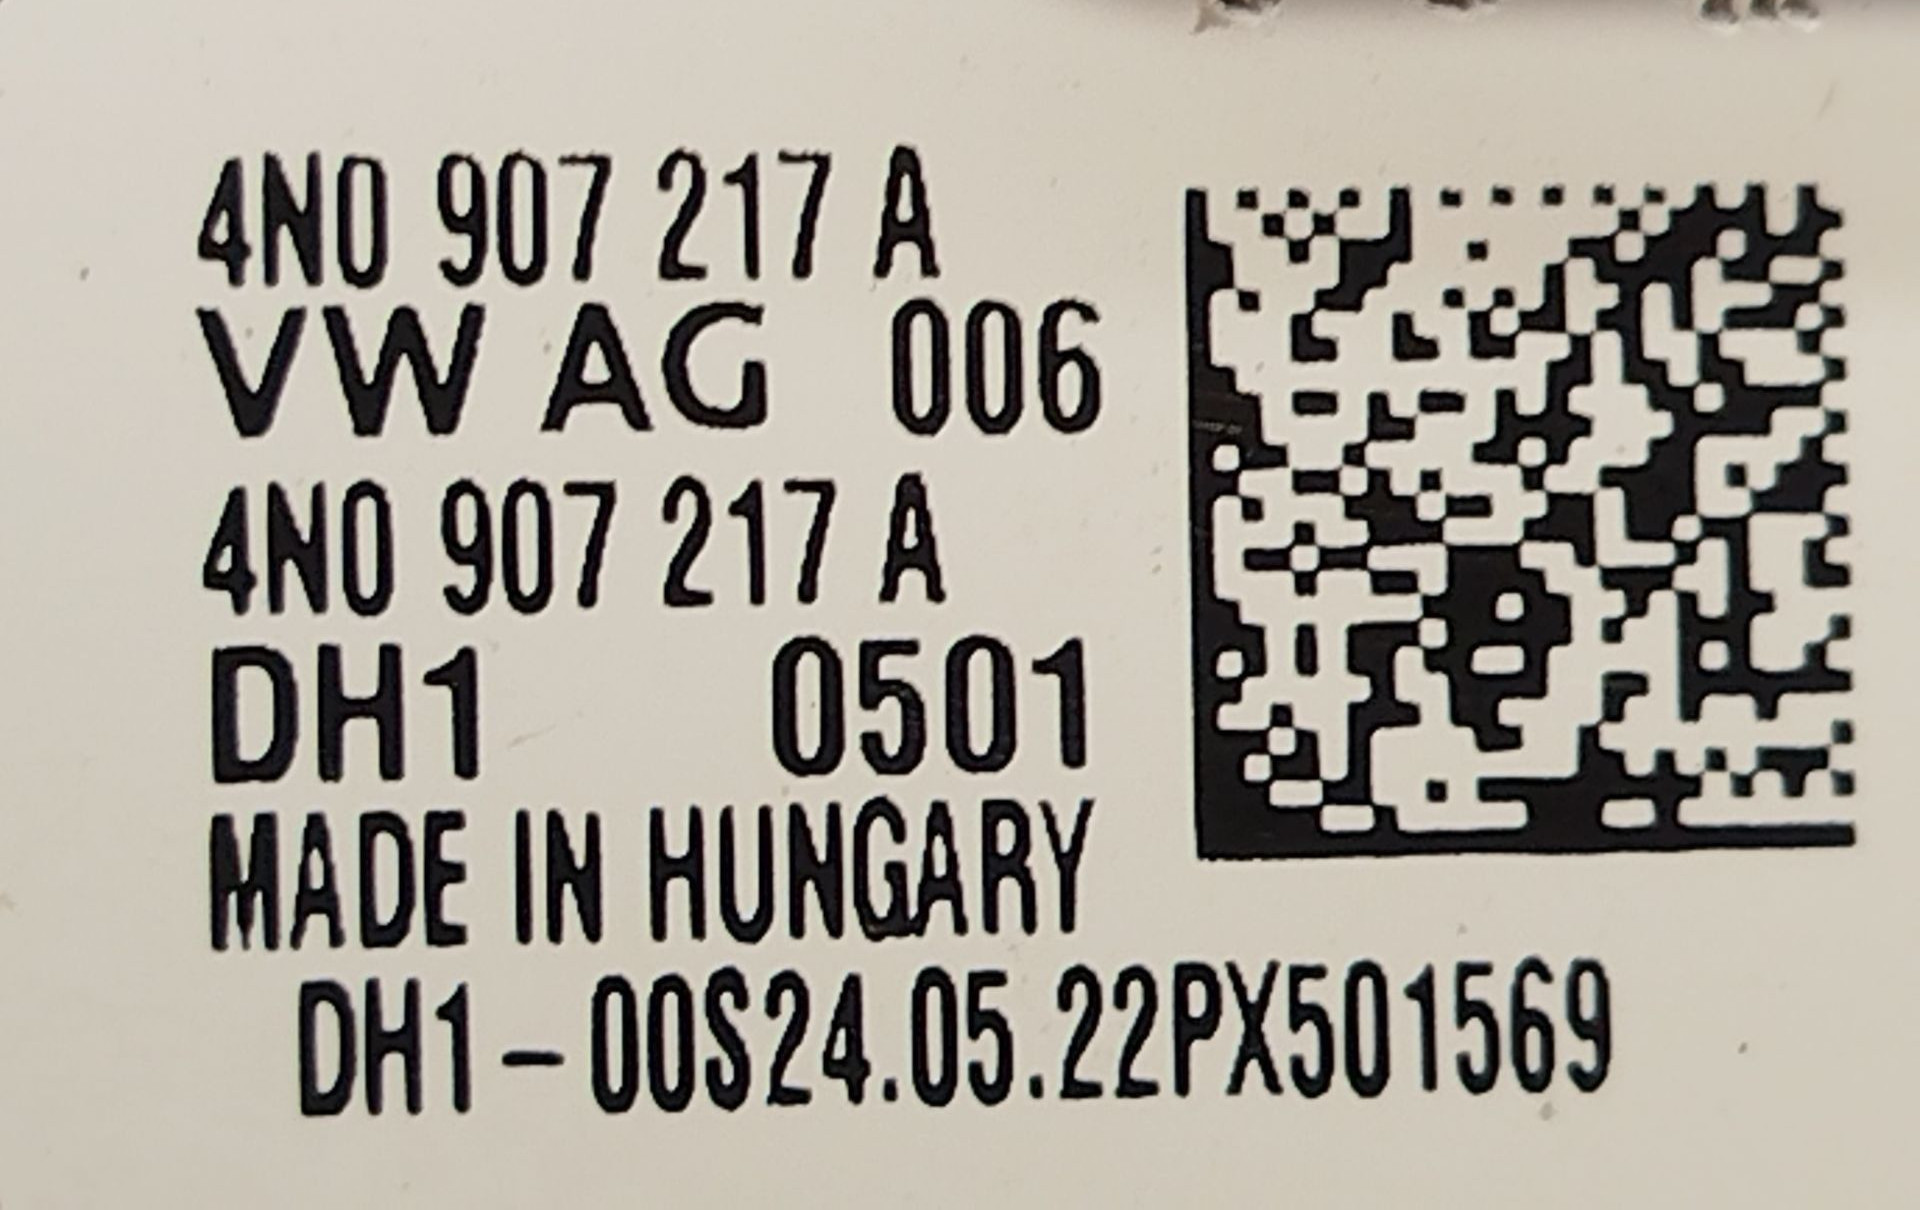 4N0 907 217 A
VW AG 006
4N0 907 217 A
DH1 0501
MADE IN HUNGARY
DH1-00S24.05.22PX501569